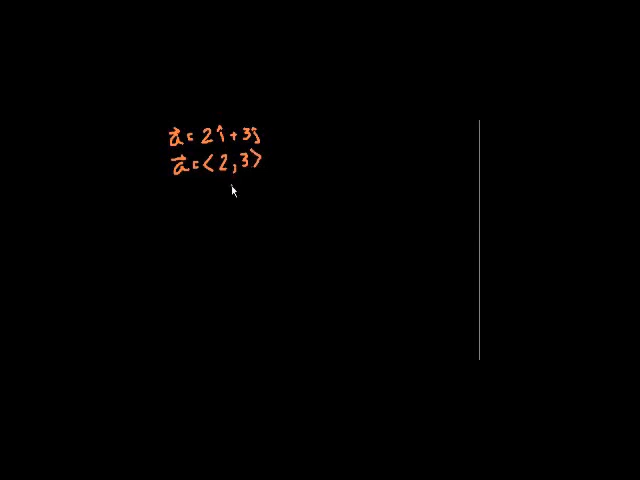 a⃗ = 2î + 3ĵ
a⃗ = <2, 3>